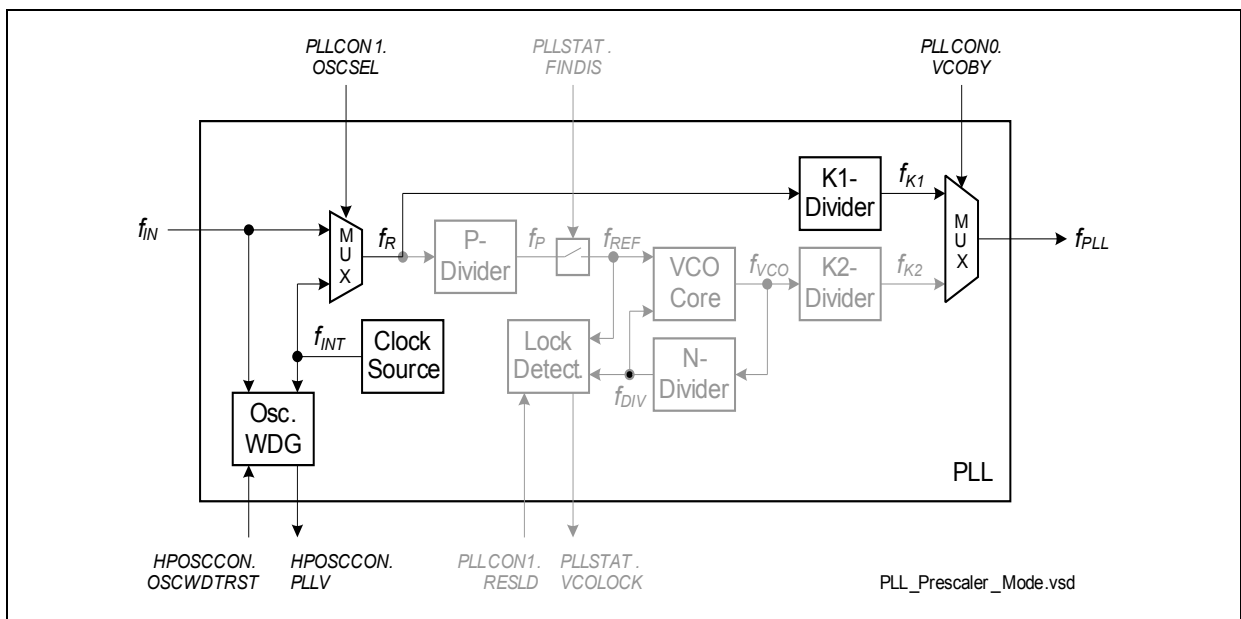 PLLCON1.
OSCSEL
PLLSTAT.
FINDIS
PLLCON0.
VCOBY
fIN
MUX
fR
P-
Divider
fP
fREF
VCO
Core
fVCO
K1-
Divider
fK1
K2-
Divider
fK2
MUX
fPLL
fINT
Clock
Source
Lock
Detect.
fDIV
N-
Divider
Osc.
WDG
PLL
HPOSCCON.
OSCWDTRST
HPOSCCON.
PLLV
PLLCON1.
RESLD
PLLSTAT.
VCOLOCK
PLL_Prescaler_Mode.vsd